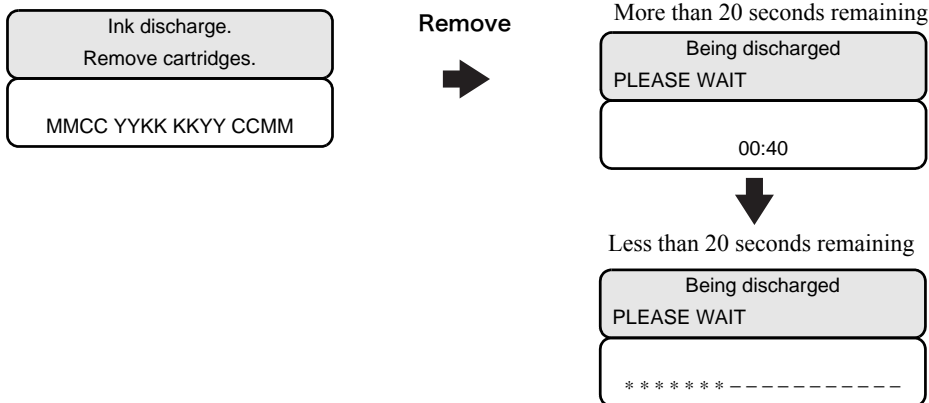 Ink discharge.
Remove cartridges.
MMCC YYKK KKYY CCMM
Remove
More than 20 seconds remaining
Being discharged
PLEASE WAIT
00:40
Less than 20 seconds remaining
Being discharged
PLEASE WAIT
* * * * * * * – – – – – – – – – – –